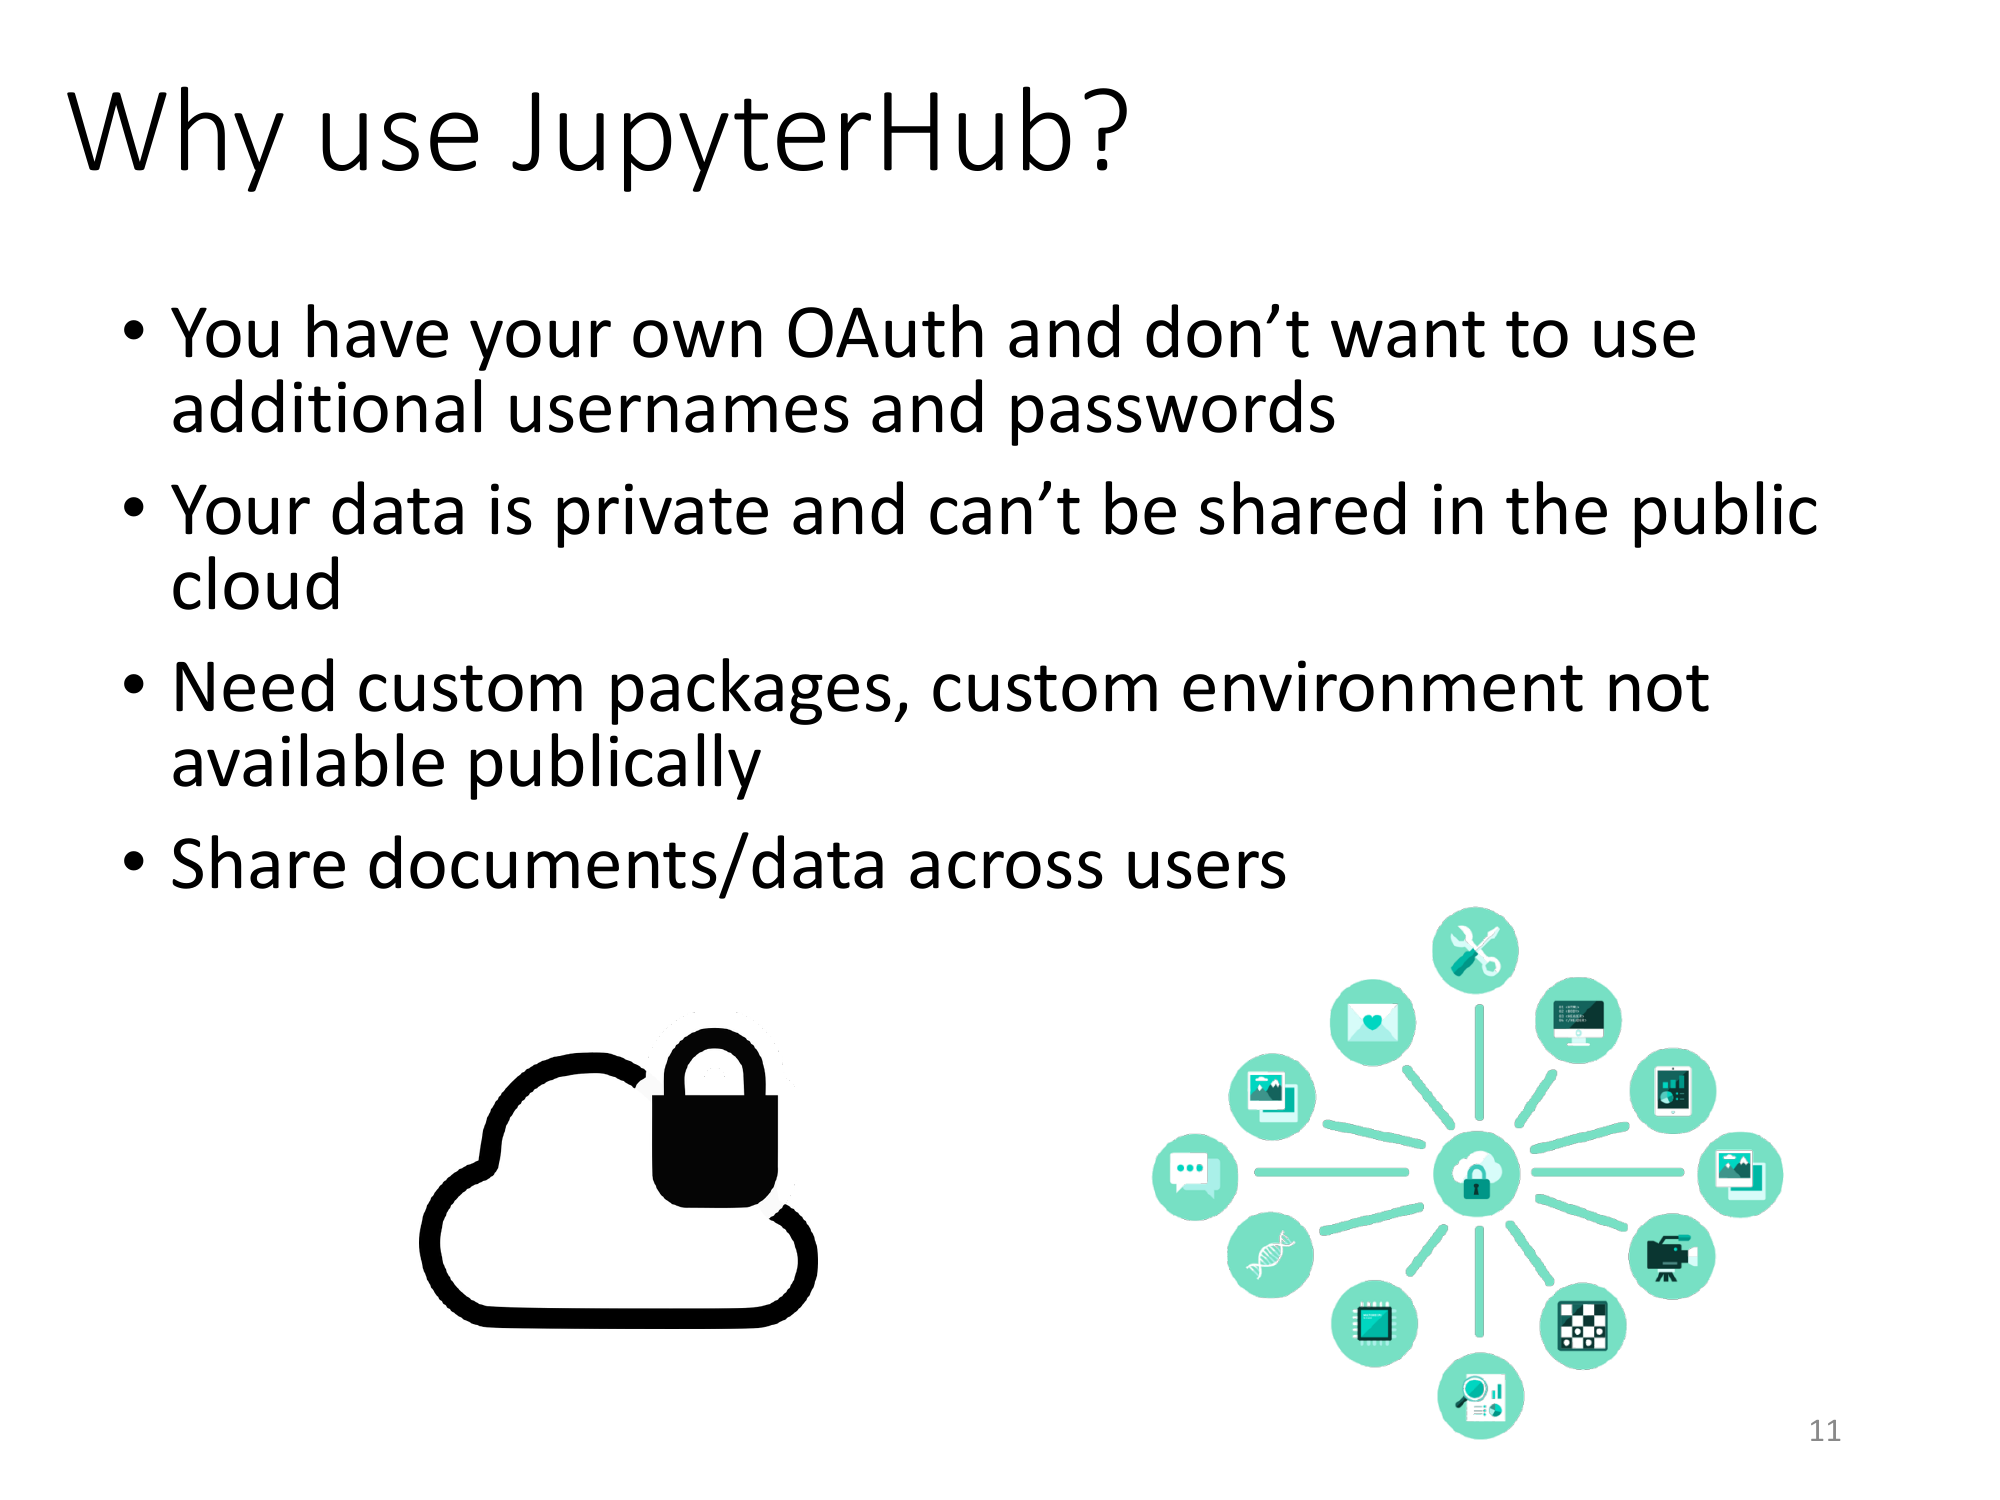 Why use JupyterHub?
• You have your own OAuth and don’t want to use
additional usernames and passwords
• Your data is private and can’t be shared in the public
cloud
• Need custom packages, custom environment not
available publically
• Share documents/data across users
11